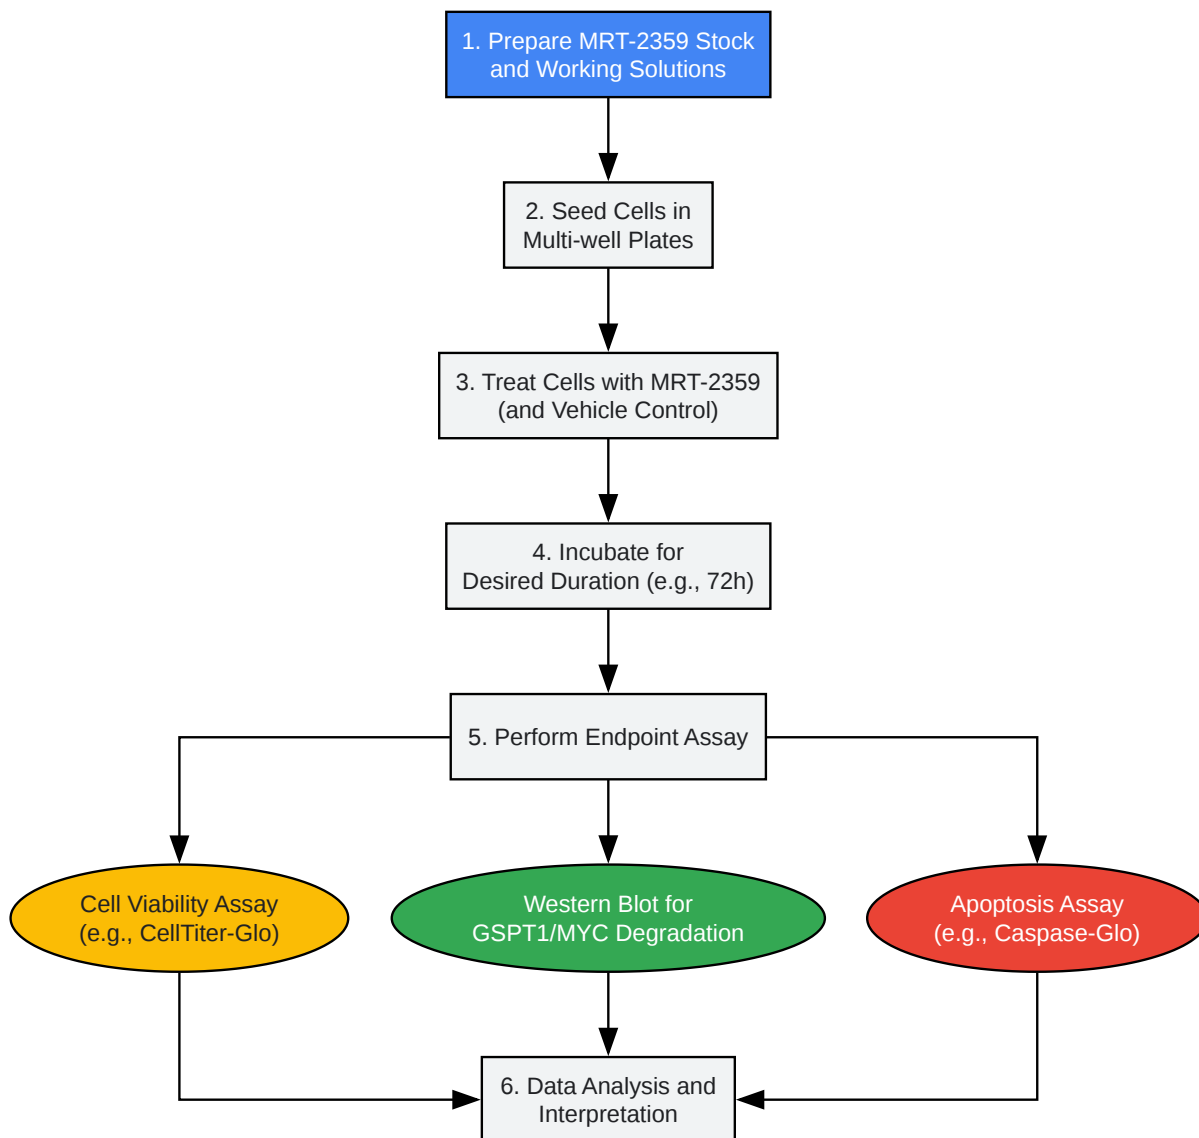 1. Prepare MRT-2359 Stock
and Working Solutions
2. Seed Cells in
Multi-well Plates
3. Treat Cells with MRT-2359
(and Vehicle Control)
4. Incubate for
Desired Duration (e.g., 72h)
5. Perform Endpoint Assay
Cell Viability Assay
(e.g., CellTiter-Glo)
Western Blot for
GSPT1/MYC Degradation
Apoptosis Assay
(e.g., Caspase-Glo)
6. Data Analysis and
Interpretation